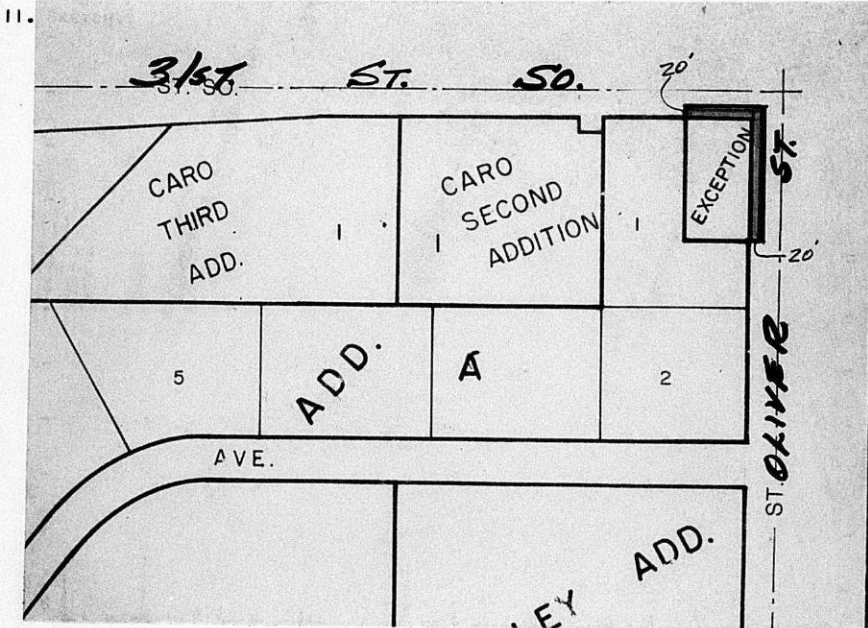 11.
31ST. ST. SO.
ST. SO.
20'
CARO
THIRD
ADD.
1
CARO
SECOND
ADDITION
1
1
EXCEPTION
ST.
20'
5
ADD.
A
2
OLIVER
ST.
AVE.
ADD.
LEY